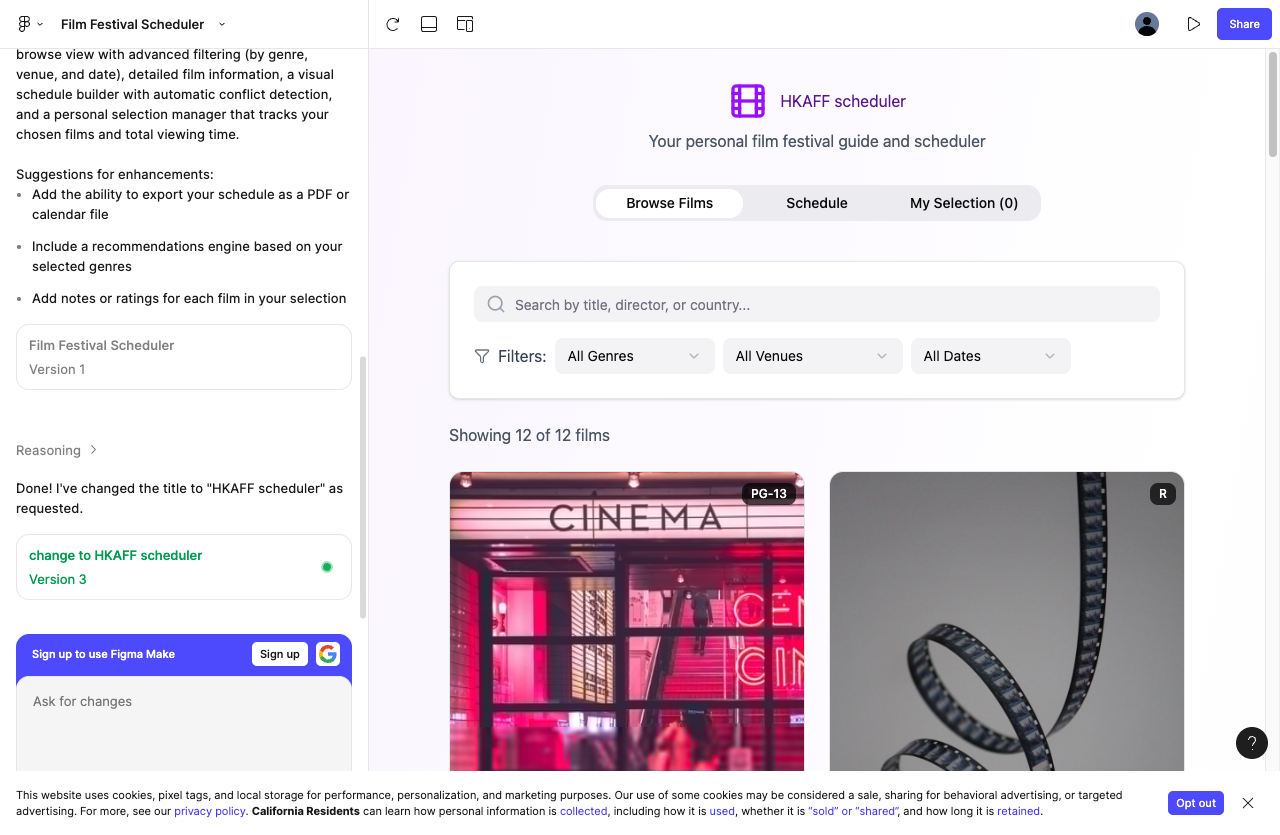 Film Festival Scheduler
Share
browse view with advanced filtering (by genre,
venue, and date), detailed film information, a visual
schedule builder with automatic conflict detection,
and a personal selection manager that tracks your
chosen films and total viewing time.
Suggestions for enhancements:
Add the ability to export your schedule as a PDF or
calendar file
Include a recommendations engine based on your
selected genres
Add notes or ratings for each film in your selection
Film Festival Scheduler
Version 1
Reasoning
Done! I've changed the title to "HKAFF scheduler" as
requested.
change to HKAFF scheduler
Version 3
Sign up to use Figma Make
Sign up
Ask for changes
HKAFF scheduler
Your personal film festival guide and scheduler
Browse Films
Schedule
My Selection (0)
Search by title, director, or country...
Filters:
All Genres
All Venues
All Dates
Showing 12 of 12 films
PG-13
CINEMA
R
?
This website uses cookies, pixel tags, and local storage for performance, personalization, and marketing purposes. Our use of some cookies may be considered a sale, sharing for behavioral advertising, or targeted
advertising. For more, see our privacy policy. California Residents can learn how personal information is collected, including how it is used, whether it is “sold” or “shared”, and how long it is retained.
Opt out